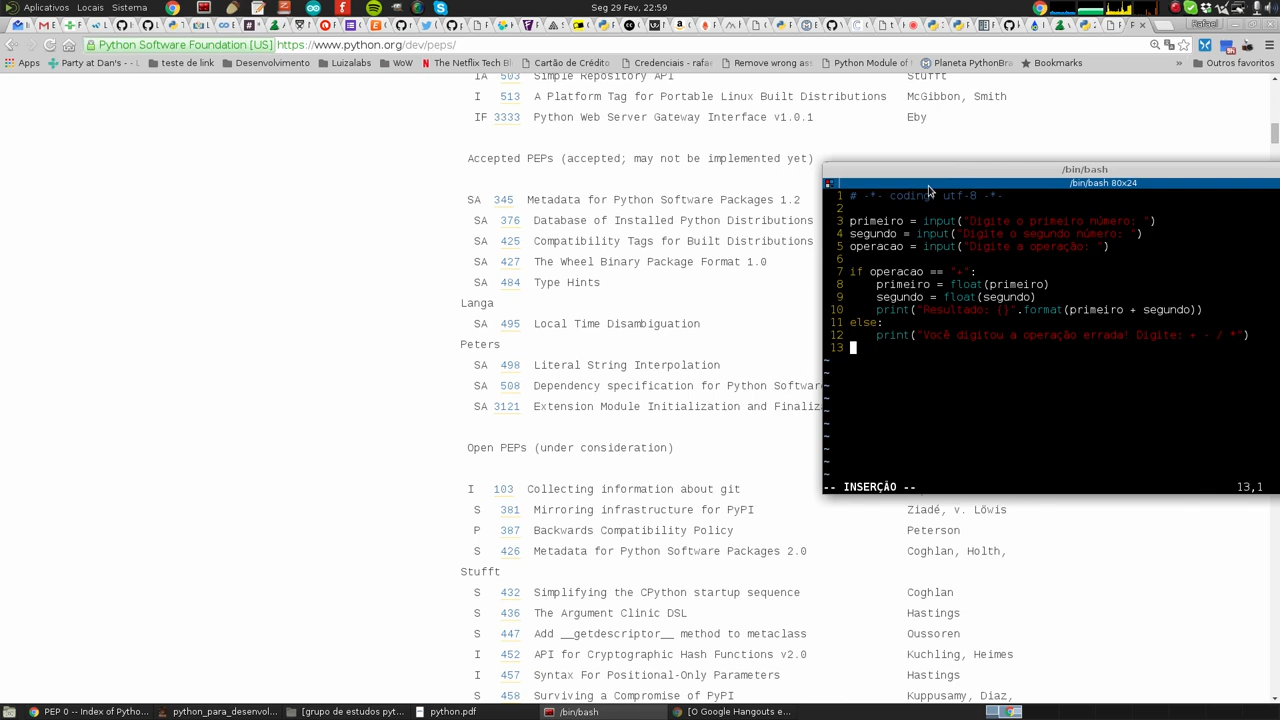 Aplicativos Locais Sistema
Seg 29 Fev, 22:59
Rafael
Python Software Foundation [US] https://www.python.org/dev/peps/
Apps Party at Dan's - teste de link Desenvolvimento Luizalabs WoW The Netflix Tech Bl Cartão de Crédito Credenciais - rafae Remove wrong ass Python Module of Planeta PythonBra Bookmarks » Outros favoritos
IA 503 Simple Repository API Stufft
I 513 A Platform Tag for Portable Linux Built Distributions McGibbon, Smith
IF 3333 Python Web Server Gateway Interface v1.0.1 Eby
Accepted PEPs (accepted; may not be implemented yet)
SA 345 Metadata for Python Software Packages 1.2
SA 376 Database of Installed Python Distributions
SA 425 Compatibility Tags for Built Distributions
SA 427 The Wheel Binary Package Format 1.0
SA 484 Type Hints
Langa
SA 495 Local Time Disambiguation
Peters
SA 498 Literal String Interpolation
SA 508 Dependency specification for Python Softwa
SA 3121 Extension Module Initialization and Finaliz
Open PEPs (under consideration)
I 103 Collecting information about git
S 381 Mirroring infrastructure for PyPI Ziadé, v. Löwis
P 387 Backwards Compatibility Policy Peterson
S 426 Metadata for Python Software Packages 2.0 Coghlan, Holth,
Stufft
S 432 Simplifying the CPython startup sequence Coghlan
S 436 The Argument Clinic DSL Hastings
S 447 Add __getdescriptor__ method to metaclass Oussoren
I 452 API for Cryptographic Hash Functions v2.0 Kuchling, Heimes
I 457 Syntax For Positional-Only Parameters Hastings
S 458 Surviving a Compromise of PyPI Kuppusamy, Diaz,
/bin/bash
/bin/bash 80x24
1 # -*- coding: utf-8 -*-
2
3 primeiro = input("Digite o primeiro número: ")
4 segundo = input("Digite o segundo número: ")
5 operacao = input("Digite a operação: ")
6
7 if operacao == "+":
8 primeiro = float(primeiro)
9 segundo = float(segundo)
10 print("Resultado: {}".format(primeiro + segundo))
11 else:
12 print("Você digitou a operação errada! Digite: + - / *")
13
~
~
~
~
~
~
~
~
~
~
-- INSERÇÃO -- 13,1
PEP 0 -- Index of Pytho... python_para_desenvol... [grupo de estudos pyt... python.pdf /bin/bash [O Google Hangouts e...